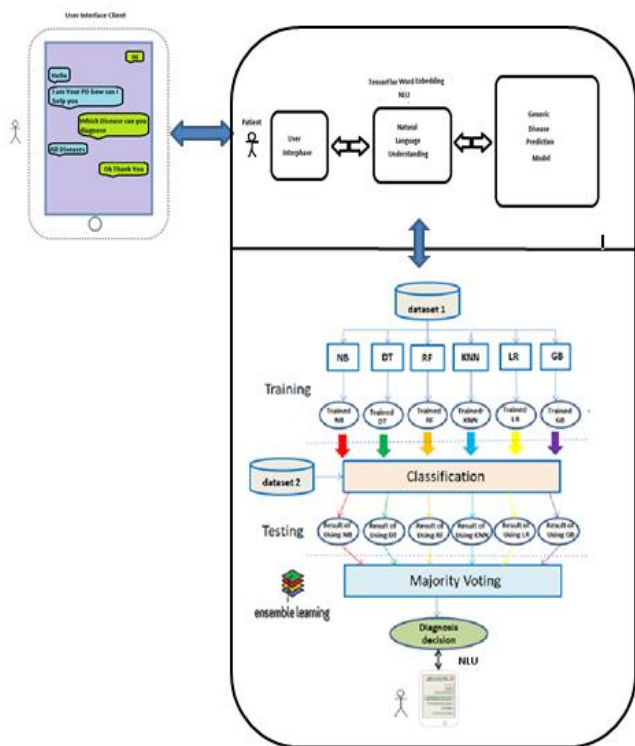 User Interface Client
Hi
Hello
I am Your PD how can I
help you
Which Disease can you
diagnose
All Diseases
Ok Thank You
Patient
User
Interphase
TensorFlor Word Enbedding
NLU
Natural
Language
Understanding
Generic
Disease
Prediction
Model
dataset 1
NB
DT
RF
KNN
LR
GB
Training
Trained
NB
Trained
DT
Trained
RF
Trained
KNN
Trained
LR
Trained
GB
dataset 2
Classification
Testing
Result of
Using NB
Result of
Using DT
Result of
Using RF
Result of
Using KNN
Result of
Using LR
Result of
Using GB
Majority Voting
ensemble learning
Diagnosis
decision
NLU